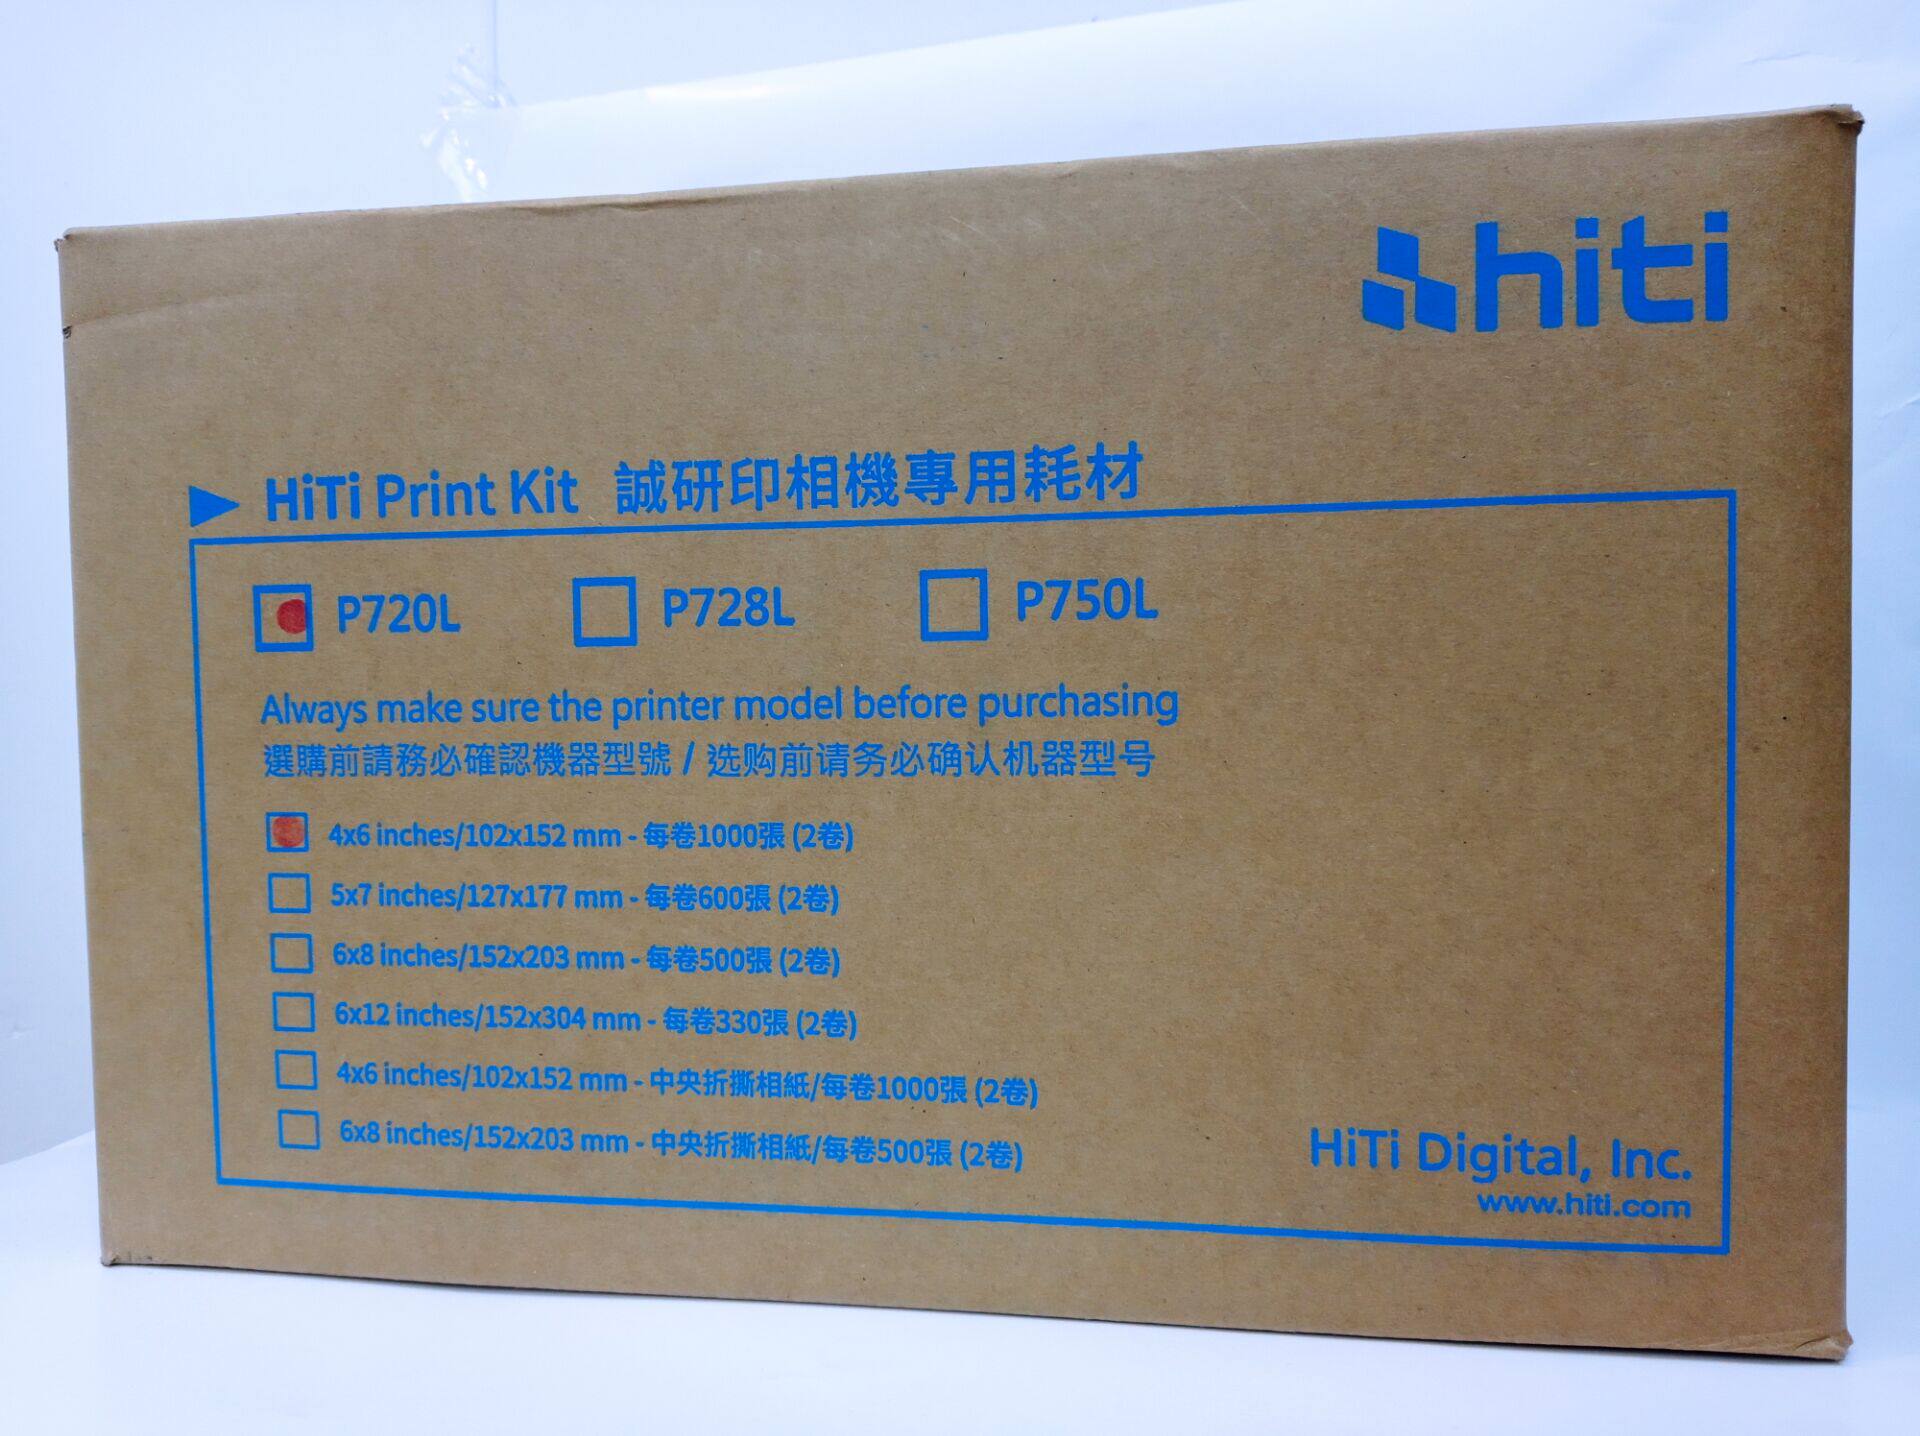 hiti
HiTi Print Kit 誠研印相機專用耗材
P720L P728L P750L
Always make sure the printer model before purchasing
選購前請務必確認機器型號 / 选购前请务必确认机器型号
4x6 inches/102x152 mm - 每卷1000張 (2卷)
5x7 inches/127x177 mm - 每卷600張 (2卷)
6x8 inches/152x203 mm - 每卷500張 (2卷)
6x12 inches/152x304 mm - 每卷330張 (2卷)
4x6 inches/102x152 mm - 中央折撕相紙/每卷1000張 (2卷)
6x8 inches/152x203 mm - 中央折撕相紙/每卷500張 (2卷)
HiTi Digital, Inc.
www.hiti.com